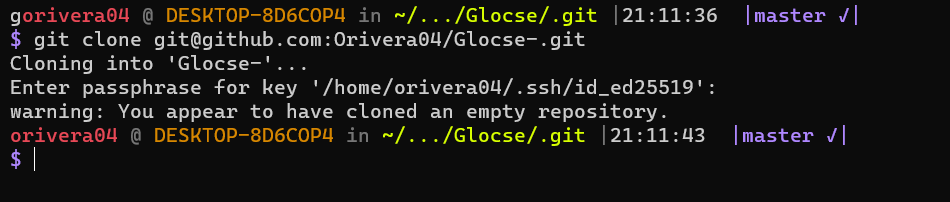 gorivera04 @ DESKTOP-8D6COP4 in ~/.../Glocse/.git |21:11:36  |master ✓|
$ git clone git@github.com:Orivera04/Glocse-.git
Cloning into 'Glocse-'...
Enter passphrase for key '/home/orivera04/.ssh/id_ed25519':
warning: You appear to have cloned an empty repository.
orivera04 @ DESKTOP-8D6COP4 in ~/.../Glocse/.git |21:11:43  |master ✓|
$